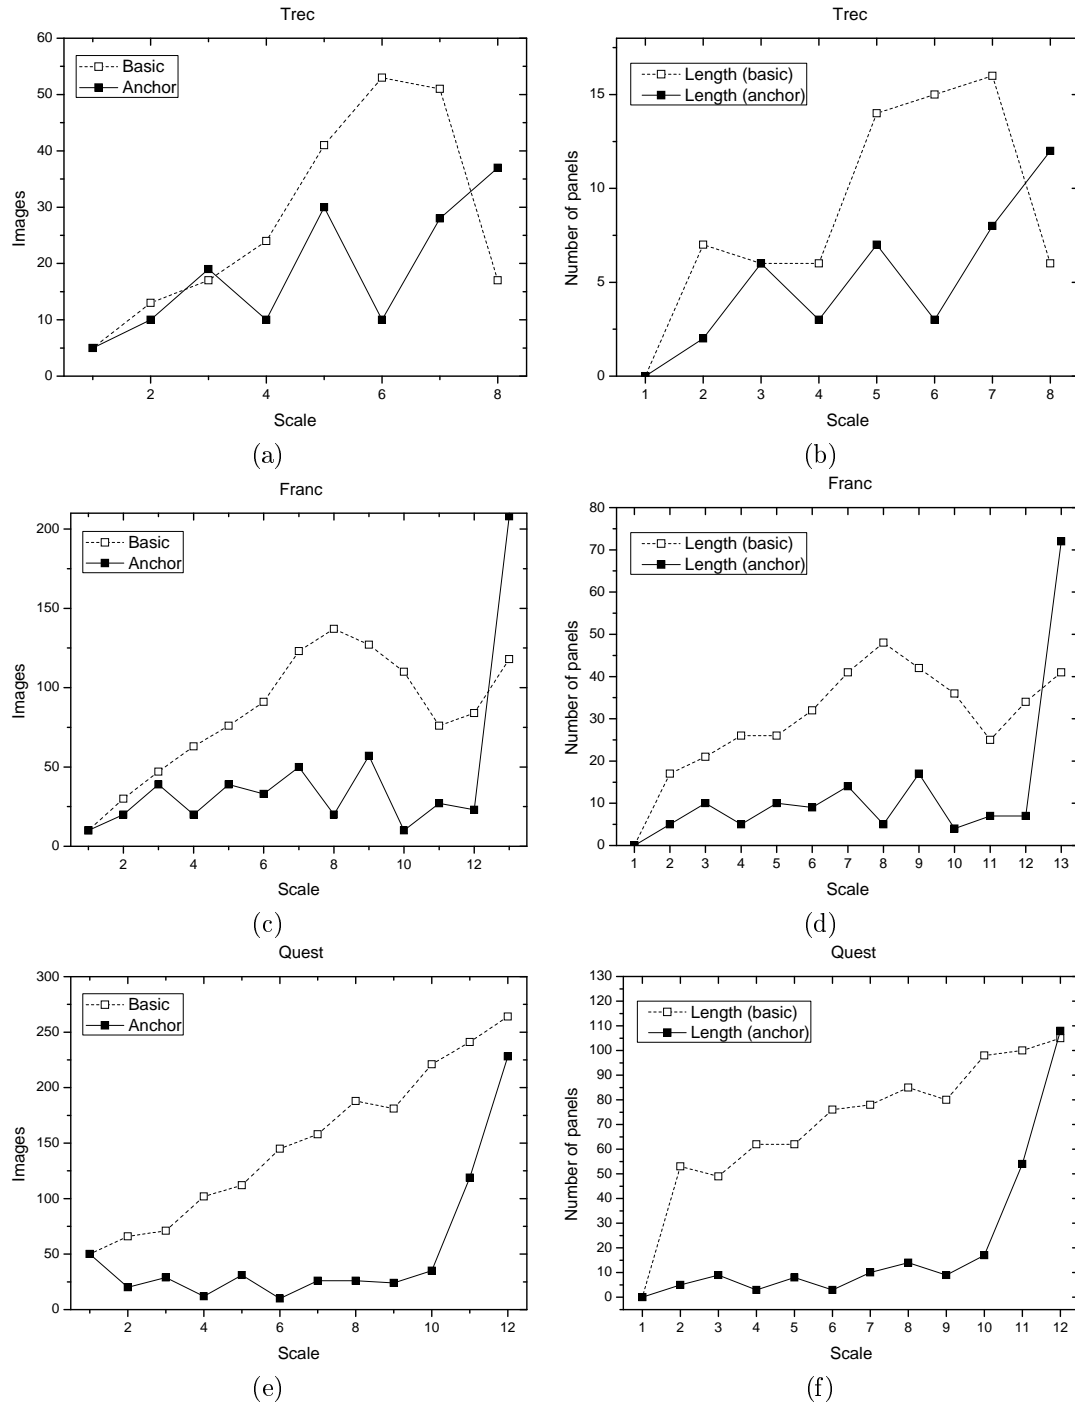 Trec
60
50
40
30
20
10
0
Images
Basic
Anchor
2 4 6 8
Scale
(a)
Trec
15
10
5
0
Number of panels
Length (basic)
Length (anchor)
1 2 3 4 5 6 7 8
Scale
(b)
Franc
200
150
100
50
0
Images
Basic
Anchor
2 4 6 8 10 12
Scale
(c)
Franc
80
70
60
50
40
30
20
10
0
Number of panels
Length (basic)
Length (anchor)
1 2 3 4 5 6 7 8 9 10 11 12 13
Scale
(d)
Quest
300
250
200
150
100
50
0
Images
Basic
Anchor
2 4 6 8 10 12
Scale
(e)
Quest
130
120
110
100
90
80
70
60
50
40
30
20
10
0
Number of panels
Length (basic)
Length (anchor)
1 2 3 4 5 6 7 8 9 10 11 12
Scale
(f)